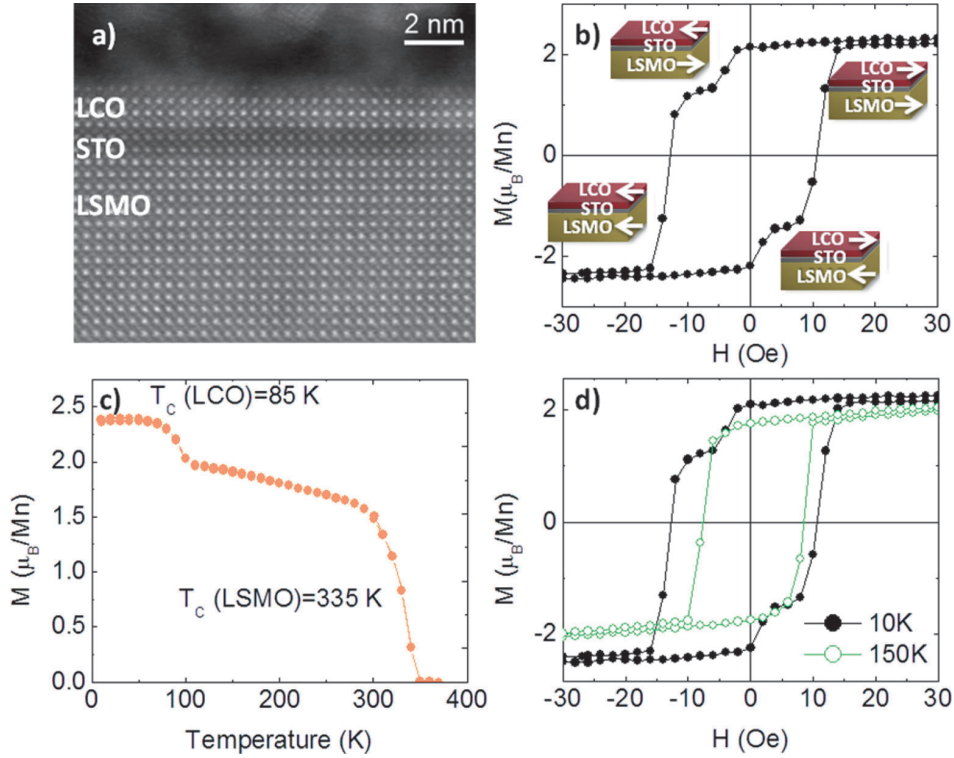 a)
2 nm
LCO
STO
LSMO
b)
M(μB/Mn)
2
0
-2
-30 -20 -10 0 10 20 30
H (Oe)
LCO
STO
LSMO
LCO
STO
LSMO
LCO
STO
LSMO
LCO
STO
LSMO
c)
TC (LCO)=85 K
TC (LSMO)=335 K
M (μB/Mn)
2.5
2.0
1.5
1.0
0.5
0.0
0 100 200 300 400
Temperature (K)
d)
M (μB/Mn)
2
0
-2
10K
150K
-30 -20 -10 0 10 20 30
H (Oe)